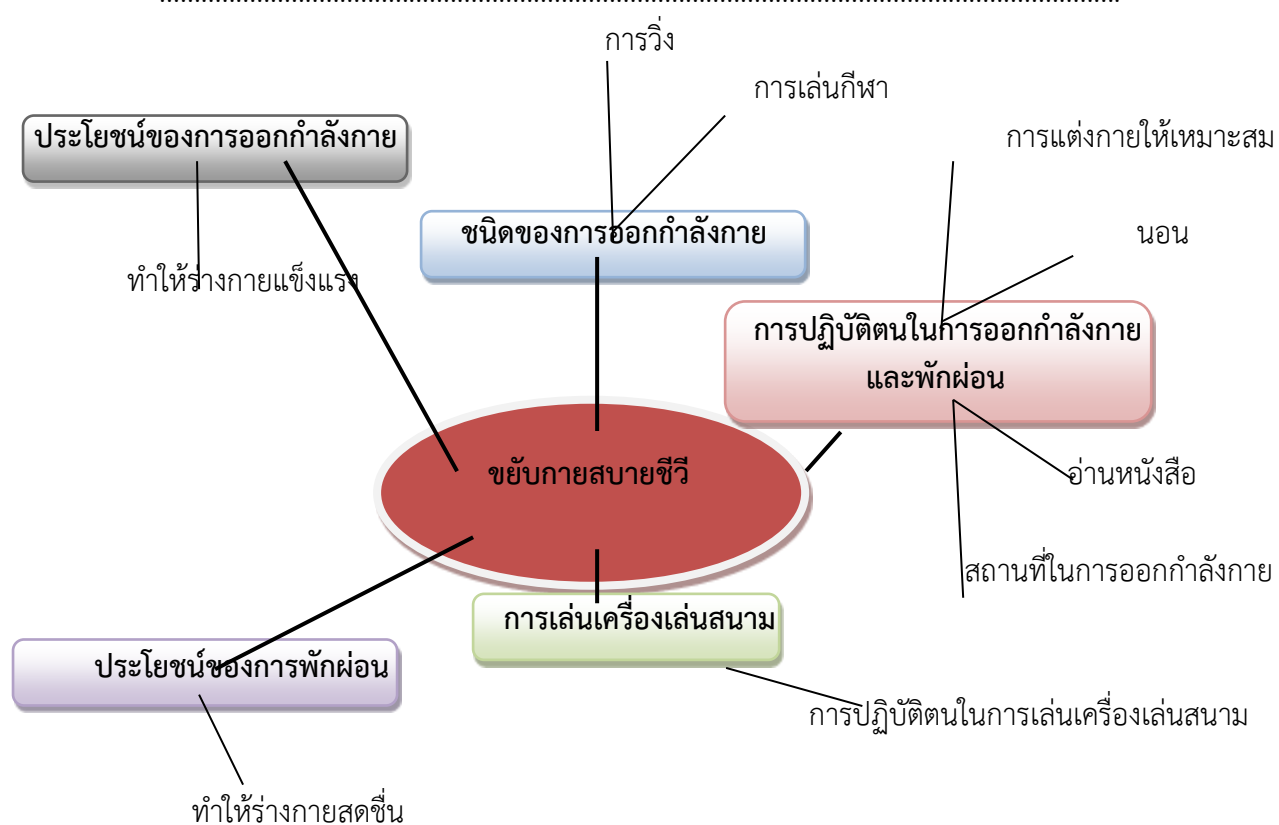 การวิ่ง
การเล่นกีฬา
ประโยชน์ของการออกกำลังกาย
การแต่งกายให้เหมาะสม
ชนิดของการออกกำลังกาย
นอน
ทำให้ร่างกายแข็งแรง
การปฏิบัติตนในการออกกำลังกาย
และพักผ่อน
ขยับกายสบายชีวี
อ่านหนังสือ
สถานที่ในการออกกำลังกาย
การเล่นเครื่องเล่นสนาม
ประโยชน์ของการพักผ่อน
การปฏิบัติตนในการเล่นเครื่องเล่นสนาม
ทำให้ร่างกายสดชื่น